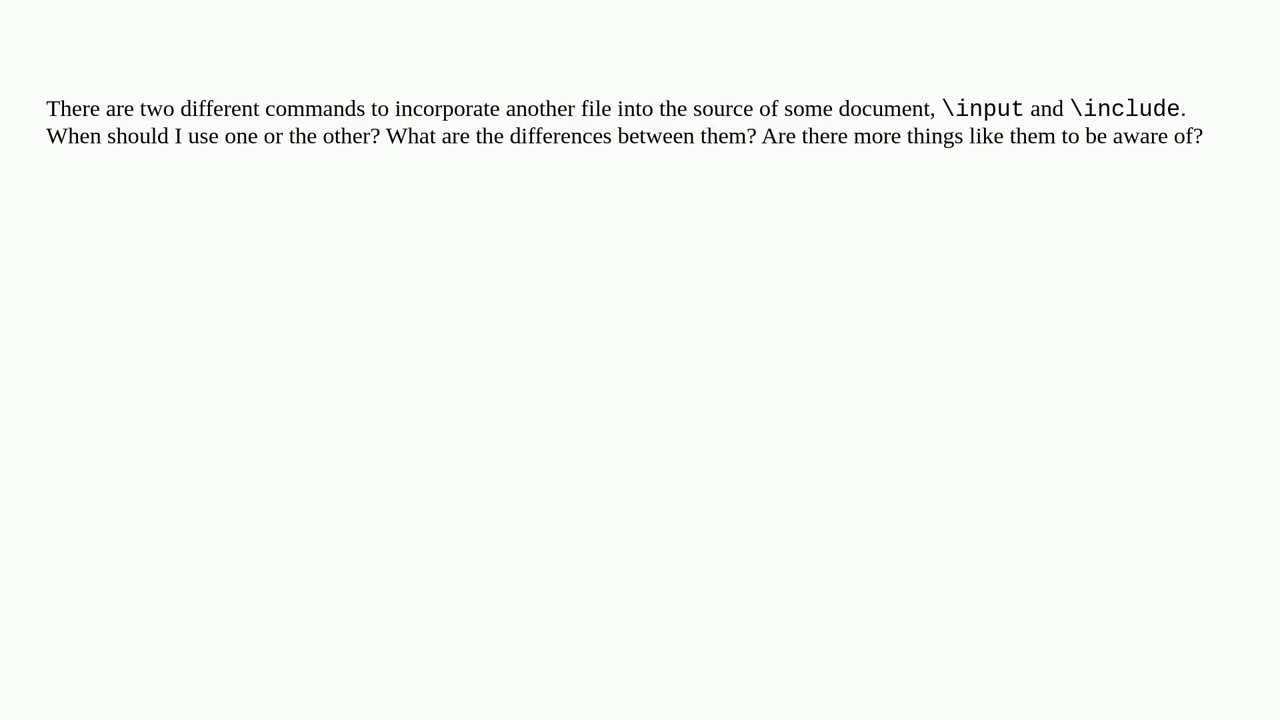 There are two different commands to incorporate another file into the source of some document, \input and \include.
When should I use one or the other? What are the differences between them? Are there more things like them to be aware of?